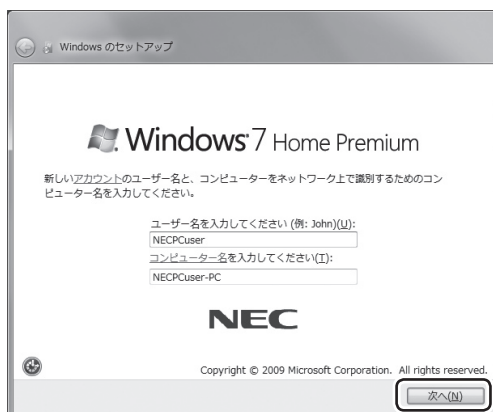 Windows のセットアップ
Windows 7 Home Premium
新しいアカウントのユーザー名と、コンピューターをネットワーク上で識別するためのコン
ピューター名を入力してください。
ユーザー名を入力してください (例: John)(U):
NECPCuser
コンピューター名を入力してください(T):
NECPCuser-PC
NEC
Copyright © 2009 Microsoft Corporation. All rights reserved.
次へ(N)